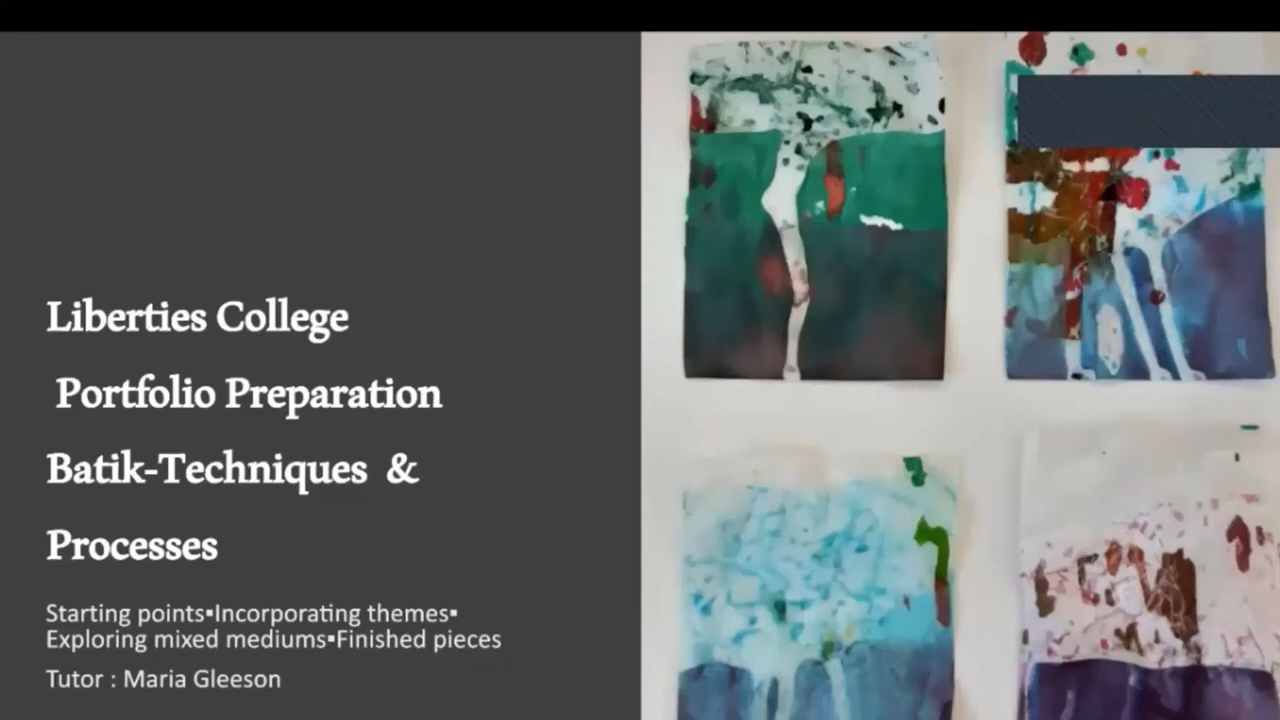 Liberties College
Portfolio Preparation
Batik-Techniques &
Processes
Starting points▪Incorporating themes▪
Exploring mixed mediums▪Finished pieces
Tutor : Maria Gleeson